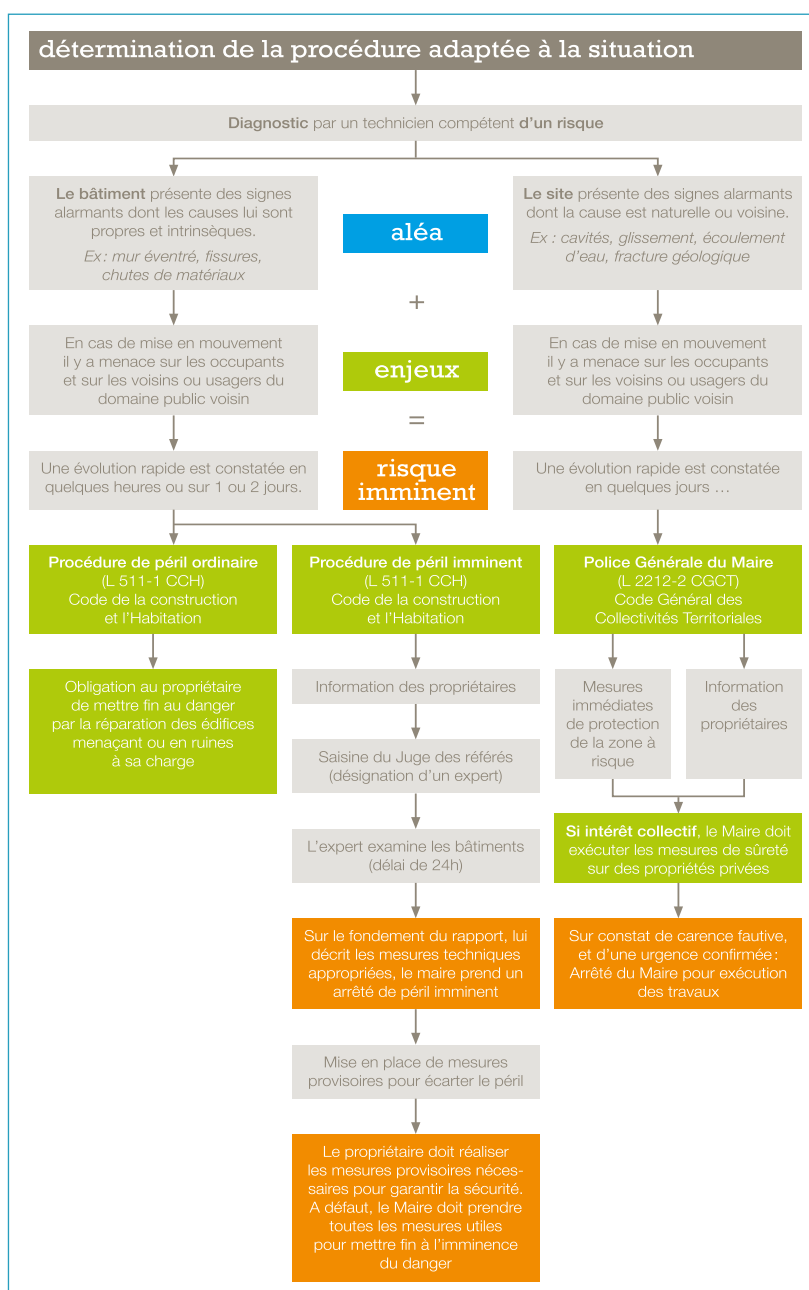 détermination de la procédure adaptée à la situation
Diagnostic par un technicien compétent d'un risque
Le bâtiment présente des signes
alarmants dont les causes lui sont
propres et intrinsèques.
Ex : mur éventré, fissures,
chutes de matériaux
aléa
Le site présente des signes alarmants
dont la cause est naturelle ou voisine.
Ex : cavités, glissement, écoulement
d'eau, fracture géologique
+
En cas de mise en mouvement
il y a menace sur les occupants
et sur les voisins ou usagers du
domaine public voisin
enjeux
En cas de mise en mouvement
il y a menace sur les occupants
et sur les voisins ou usagers du
domaine public voisin
=
Une évolution rapide est constatée en
quelques heures ou sur 1 ou 2 jours.
risque
imminent
Une évolution rapide est constatée
en quelques jours ...
Procédure de péril ordinaire
(L 511-1 CCH)
Code de la construction
et l'Habitation
Procédure de péril imminent
(L 511-1 CCH)
Code de la construction
et l'Habitation
Police Générale du Maire
(L 2212-2 CGCT)
Code Général des
Collectivités Territoriales
Obligation au propriétaire
de mettre fin au danger
par la réparation des édifices
menaçant ou en ruines
à sa charge
Information des propriétaires
Mesures
immédiates
de protection
de la zone à
risque
Information
des
propriétaires
Saisine du Juge des référés
(désignation d'un expert)
L'expert examine les bâtiments
(délai de 24h)
Si intérêt collectif, le Maire doit
exécuter les mesures de sûreté
sur des propriétés privées
Sur le fondement du rapport, lui
décrit les mesures techniques
appropriées, le maire prend un
arrêté de péril imminent
Sur constat de carence fautive,
et d'une urgence confirmée :
Arrêté du Maire pour exécution
des travaux
Mise en place de mesures
provisoires pour écarter le péril
Le propriétaire doit réaliser
les mesures provisoires néces-
saires pour garantir la sécurité.
A défaut, le Maire doit prendre
toutes les mesures utiles
pour mettre fin à l'imminence
du danger